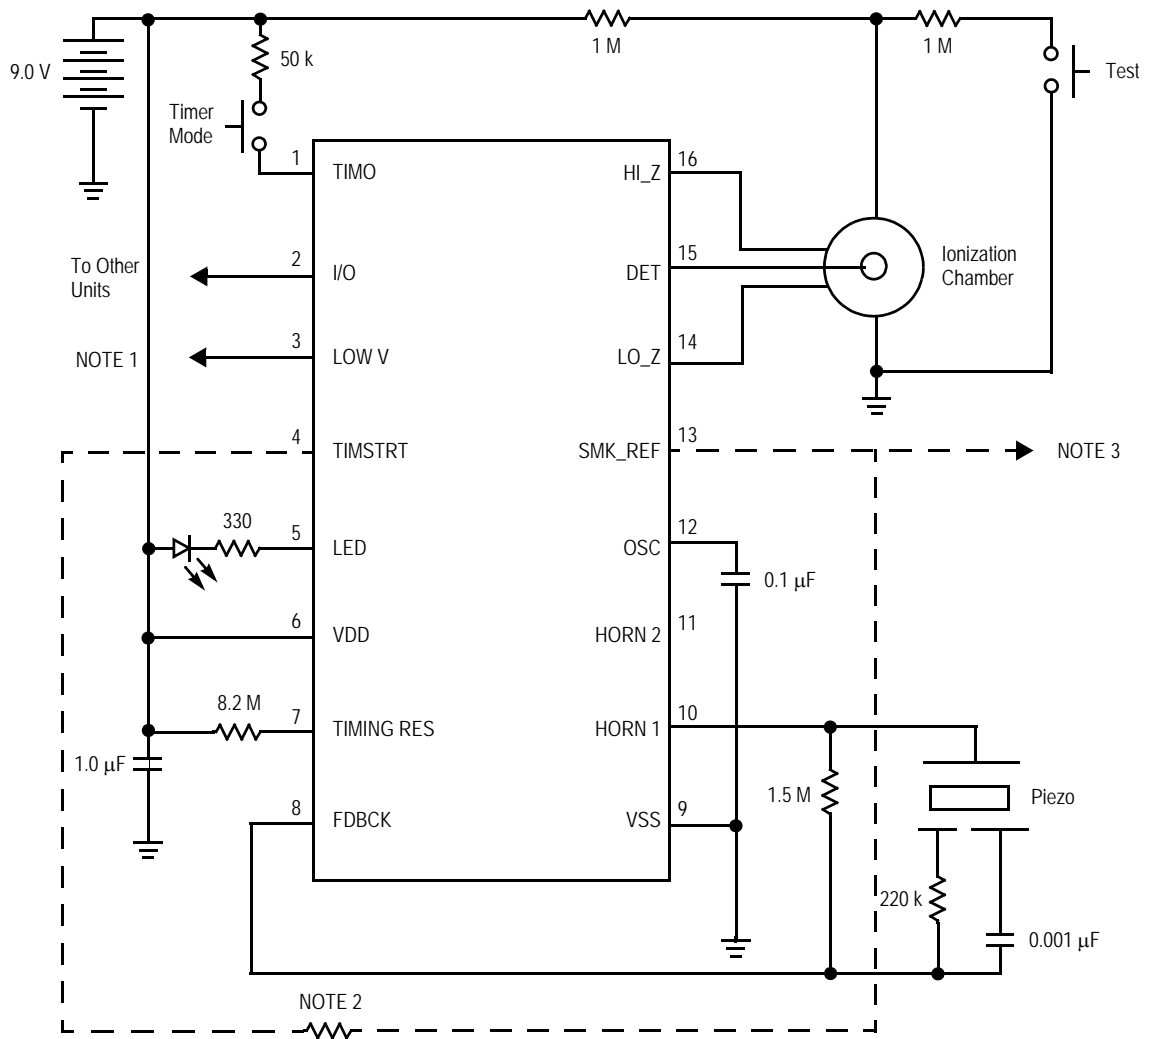 1 M
1 M
9.0 V
50 k
Test
Timer
Mode
1
TIMO
HI_Z
16
To Other
Units
2
I/O
DET
15
Ionization
Chamber
NOTE 1
3
LOW V
LO_Z
14
4
TIMSTRT
SMK_REF
13
NOTE 3
330
5
LED
OSC
12
0.1 µF
6
VDD
HORN 2
11
8.2 M
7
TIMING RES
HORN 1
10
1.0 µF
1.5 M
Piezo
8
FDBCK
VSS
9
220 k
0.001 µF
NOTE 2